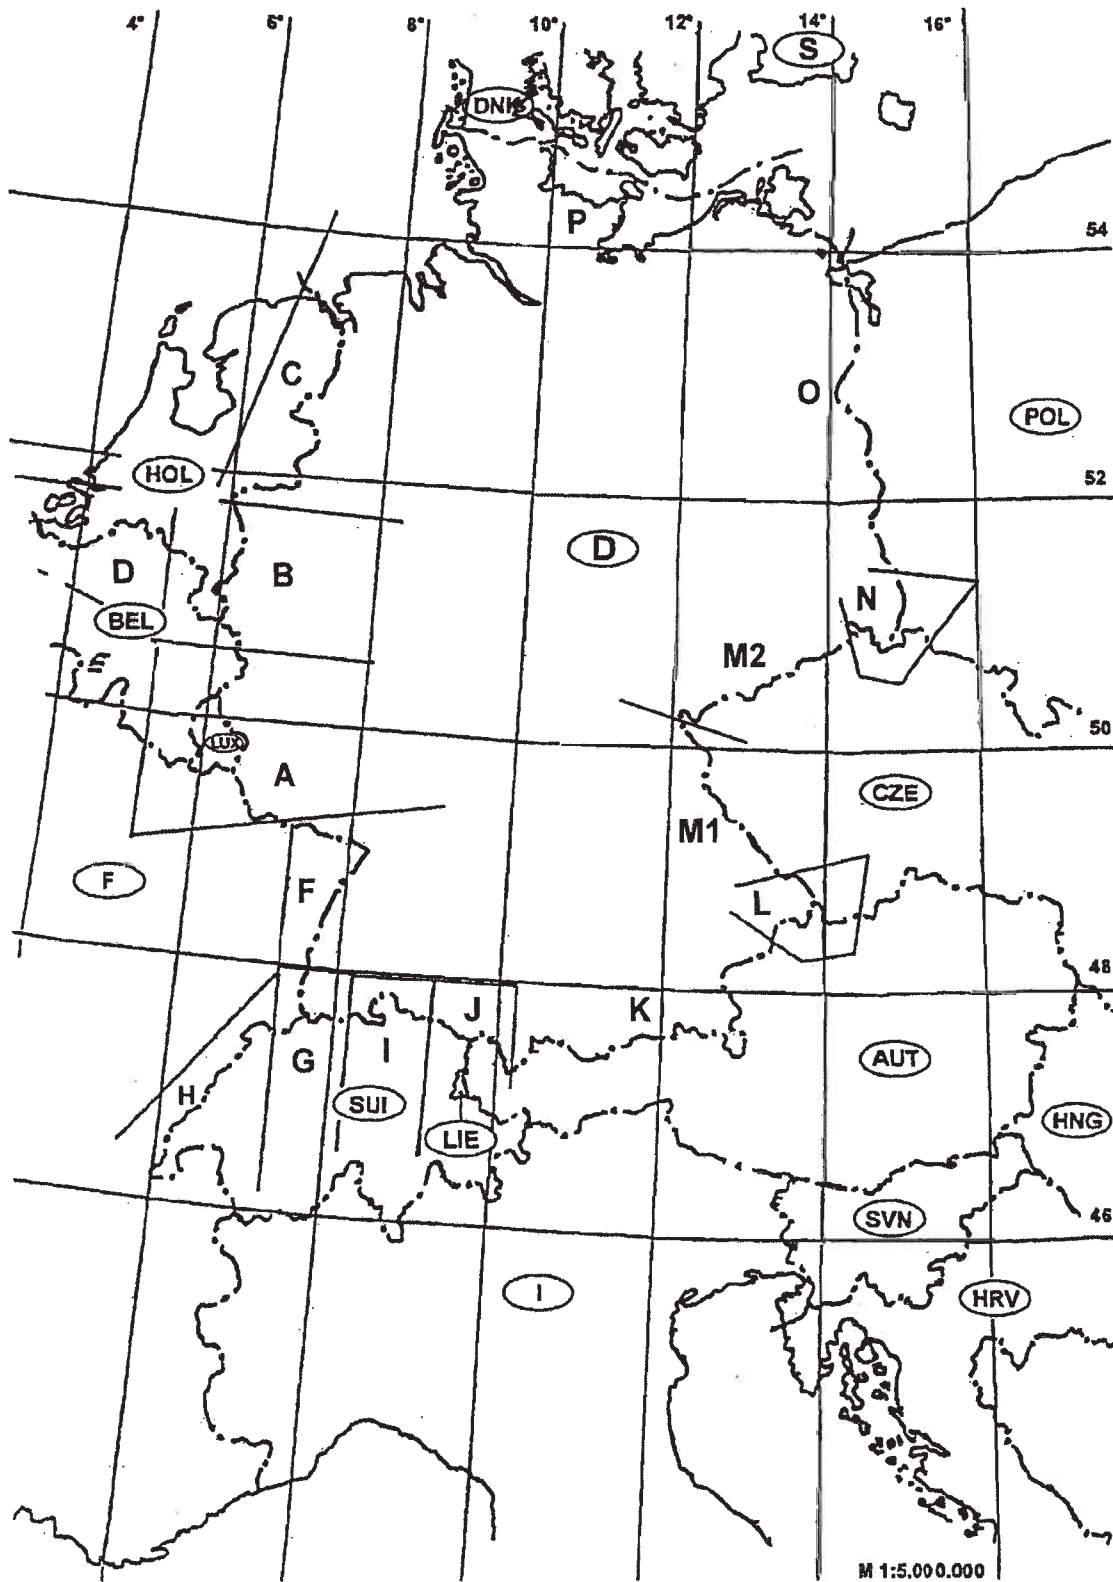 4° 6° 8° 10° 12° 14° 16°
S
DNK
P
54
C
O
POL
HOL
52
D
D
B
N
BEL
M2
50
LUX
A
CZE
M1
F
F
L
48
J
K
G
I
AUT
H
SUI
HNG
LIE
SVN
46
I
HRV
M 1:5.000.000